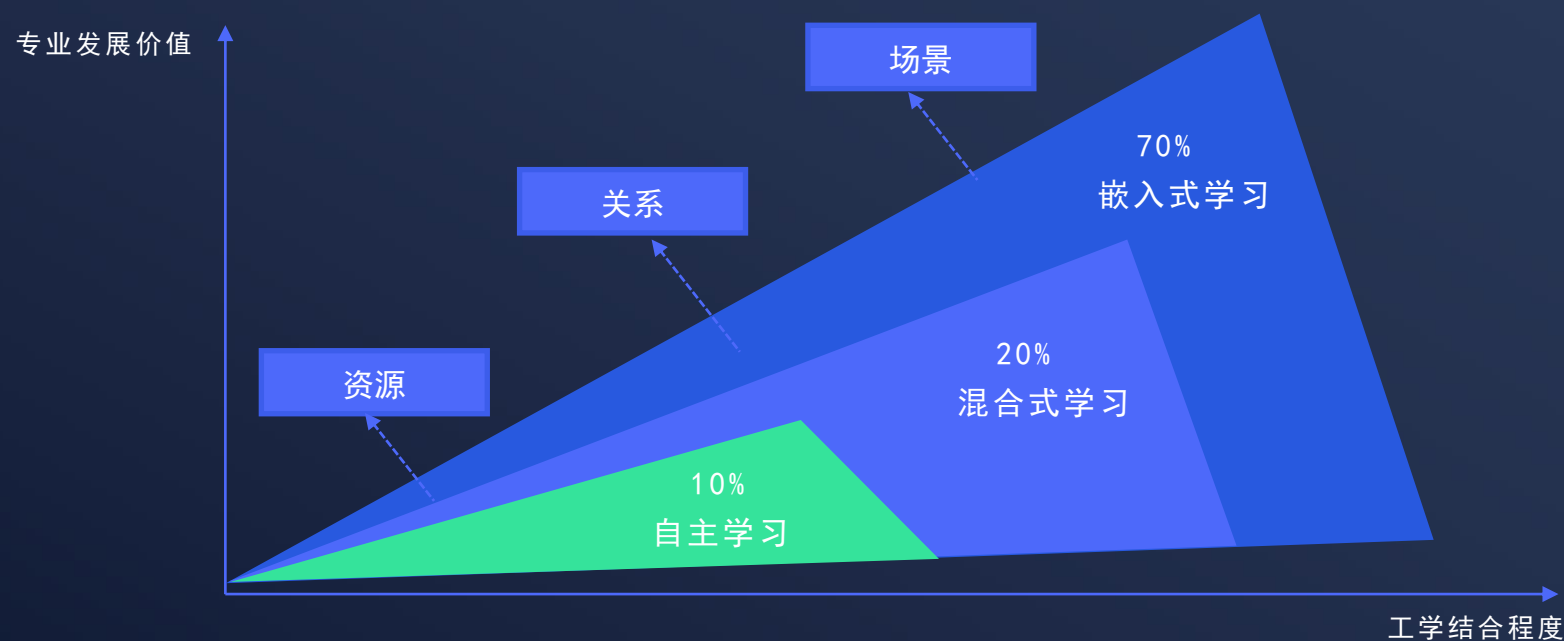 专业发展价值
场景
70%
嵌入式学习
关系
20%
混合式学习
资源
10%
自主学习
工学结合程度